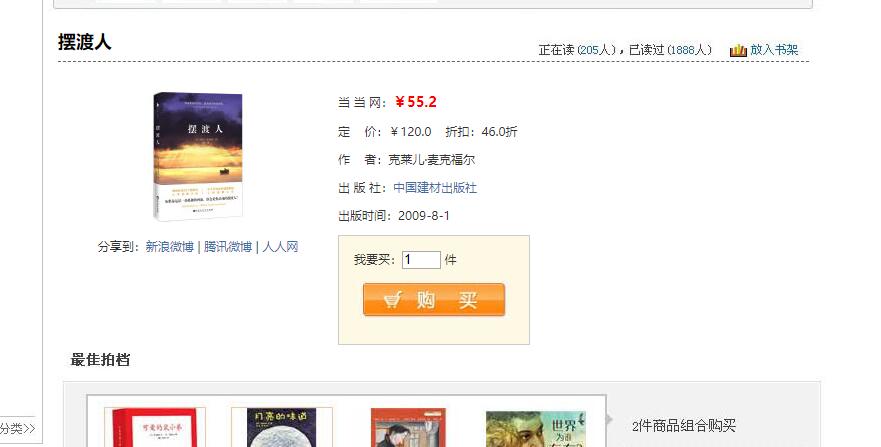 摆渡人
正在读(205人)，已读过(1888人) 放入书架
摆渡人
当当网：￥55.2
定 价：￥120.0 折扣：46.0折
作 者：克莱儿·麦克福尔
出版社：中国建材出版社
出版时间：2009-8-1
分享到：新浪微博 | 腾讯微博 | 人人网
我要买：1 件
购 买
最佳拍档
分类>>
可爱的鼠小弟
月亮的味道
世界
为谁
2件商品组合购买